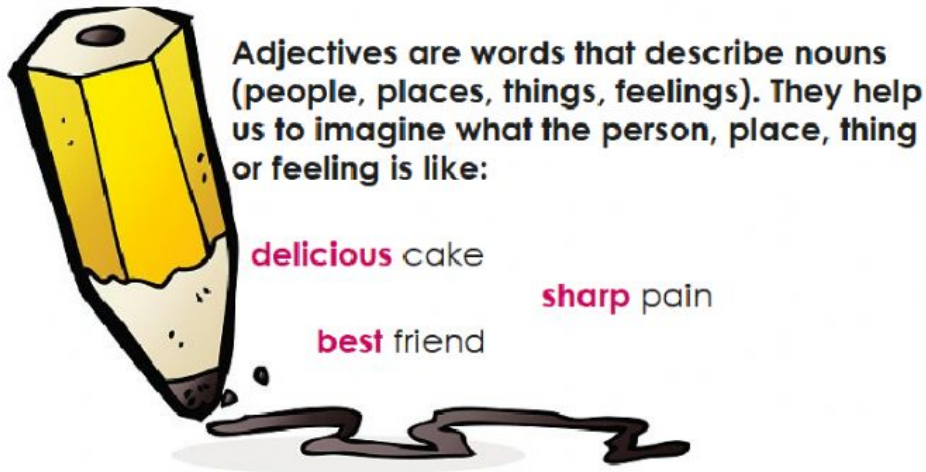 Adjectives are words that describe nouns
(people, places, things, feelings). They help
us to imagine what the person, place, thing
or feeling is like:
delicious cake
sharp pain
best friend